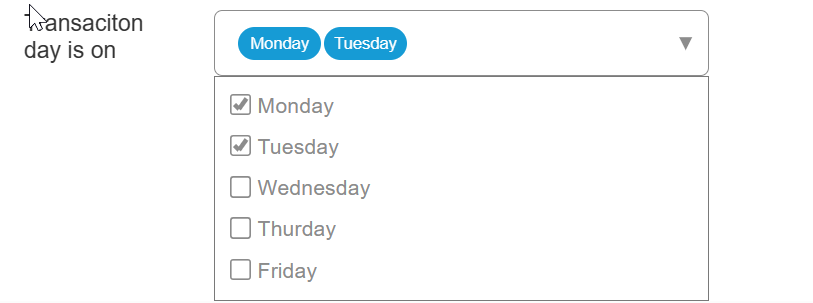 Transaciton
day is on
Monday Tuesday
Monday
Tuesday
Wednesday
Thurday
Friday